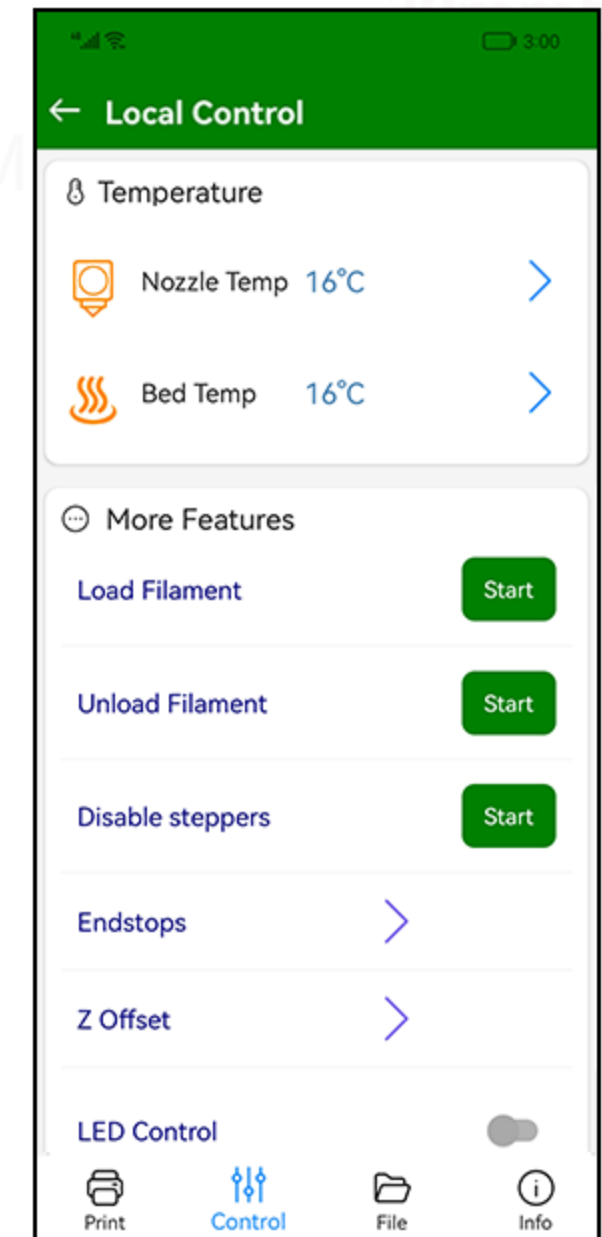 3:00
Local Control
Temperature
Nozzle Temp 16°C
Bed Temp 16°C
More Features
Load Filament Start
Unload Filament Start
Disable steppers Start
Endstops
Z Offset
LED Control
Print Control File Info